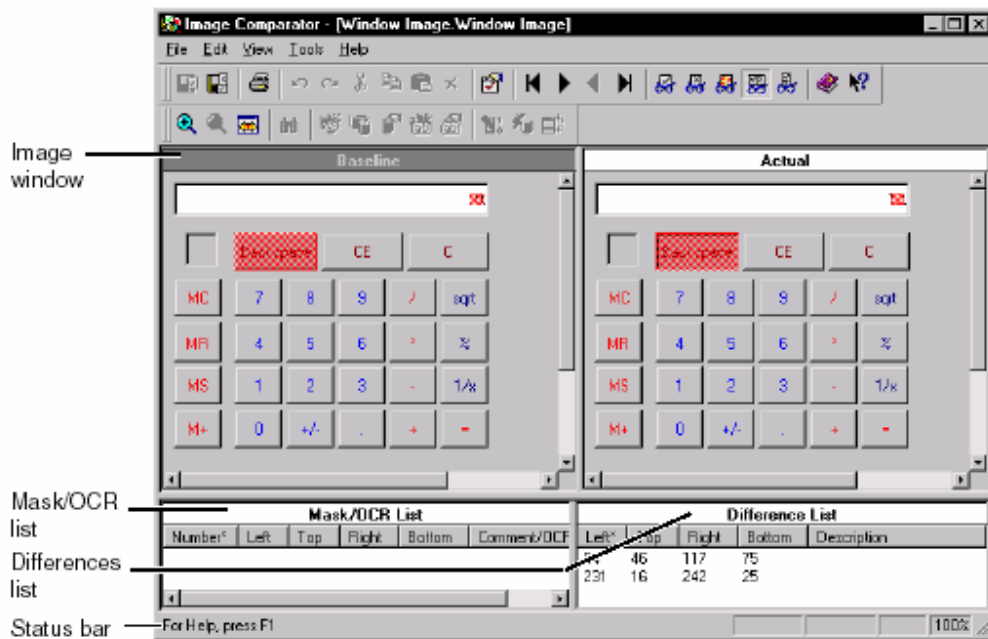 Image Comparator - [Window Image.Window Image]
File Edit View Tools Help
Image window
Baseline
Actual
Backspace CE C
MC 7 8 9 / sqrt
MR 4 5 6 * %
MS 1 2 3 - 1/x
M+ 0 +/- . + =
CE C
MC 7 8 9 / sqrt
MR 4 5 6 * %
MS 1 2 3 - 1/x
M+ 0 +/- . + =
Mask/OCR list
Mask/OCR List
Number Left Top Right Bottom Comment/OCR
Difference List
Left Top Right Bottom Description
46 117 75
231 16 242 25
Differences list
Status bar
For Help, press F1
100%